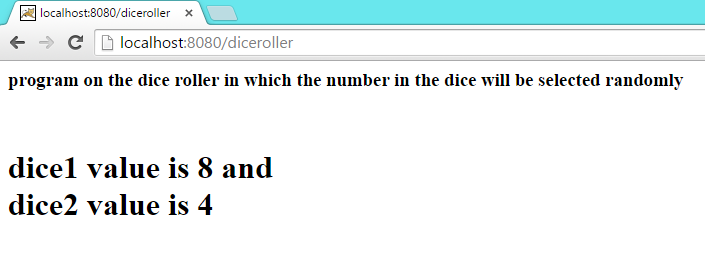 localhost:8080/diceroller
localhost:8080/diceroller
program on the dice roller in which the number in the dice will be selected randomly
dice1 value is 8 and
dice2 value is 4